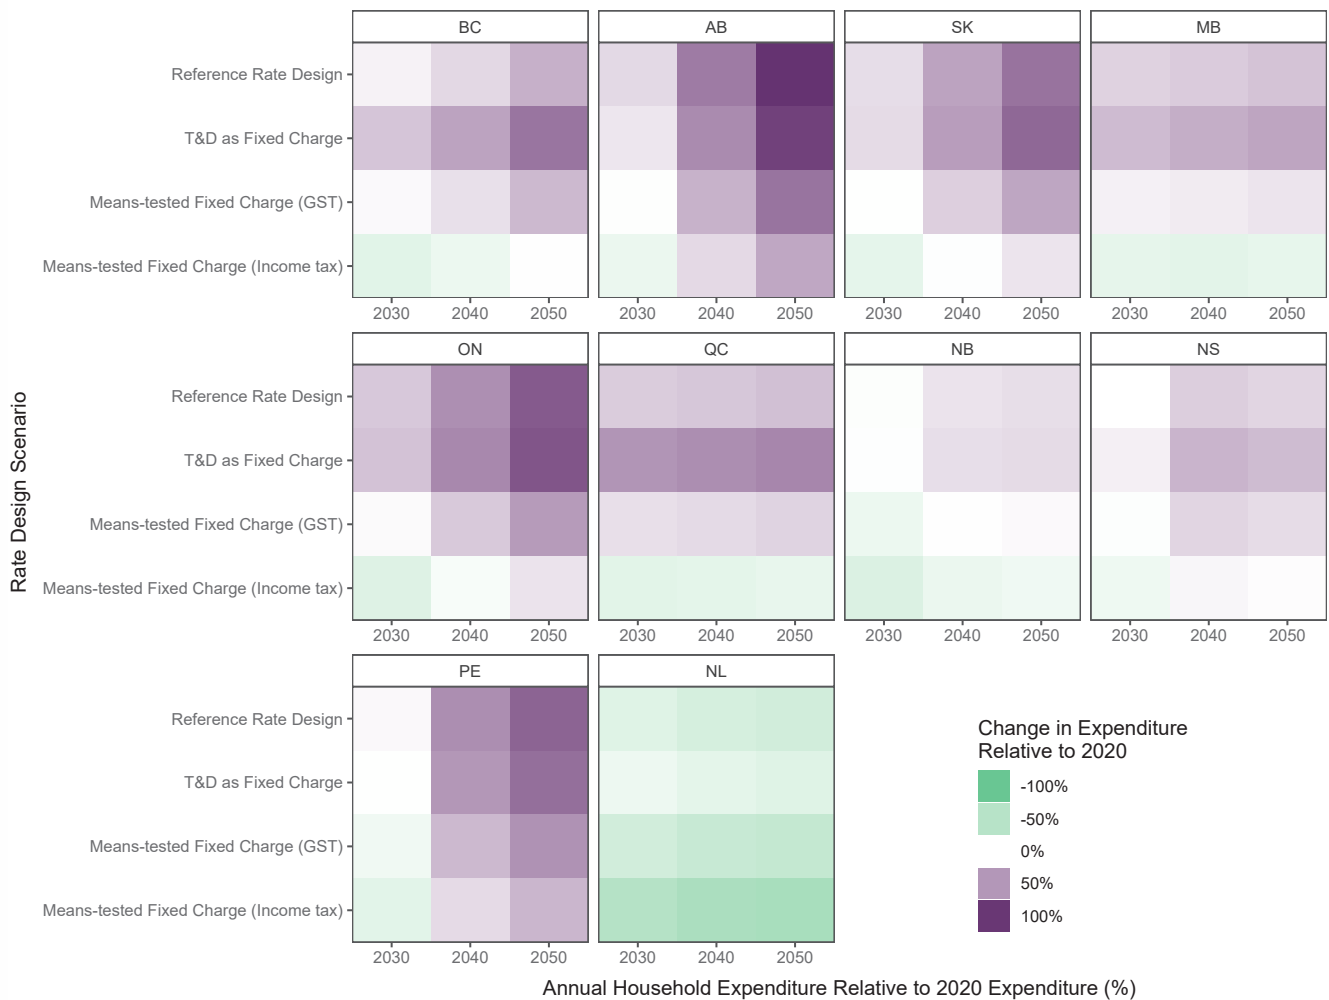 BC
AB
SK
MB
Reference Rate Design
T&D as Fixed Charge
Means-tested Fixed Charge (GST)
Means-tested Fixed Charge (Income tax)
2030 2040 2050
2030 2040 2050
2030 2040 2050
2030 2040 2050
ON
QC
NB
NS
Reference Rate Design
T&D as Fixed Charge
Means-tested Fixed Charge (GST)
Means-tested Fixed Charge (Income tax)
2030 2040 2050
2030 2040 2050
2030 2040 2050
2030 2040 2050
Rate Design Scenario
PE
NL
Reference Rate Design
T&D as Fixed Charge
Means-tested Fixed Charge (GST)
Means-tested Fixed Charge (Income tax)
2030 2040 2050
2030 2040 2050
Change in Expenditure
Relative to 2020
-100%
-50%
0%
50%
100%
Annual Household Expenditure Relative to 2020 Expenditure (%)